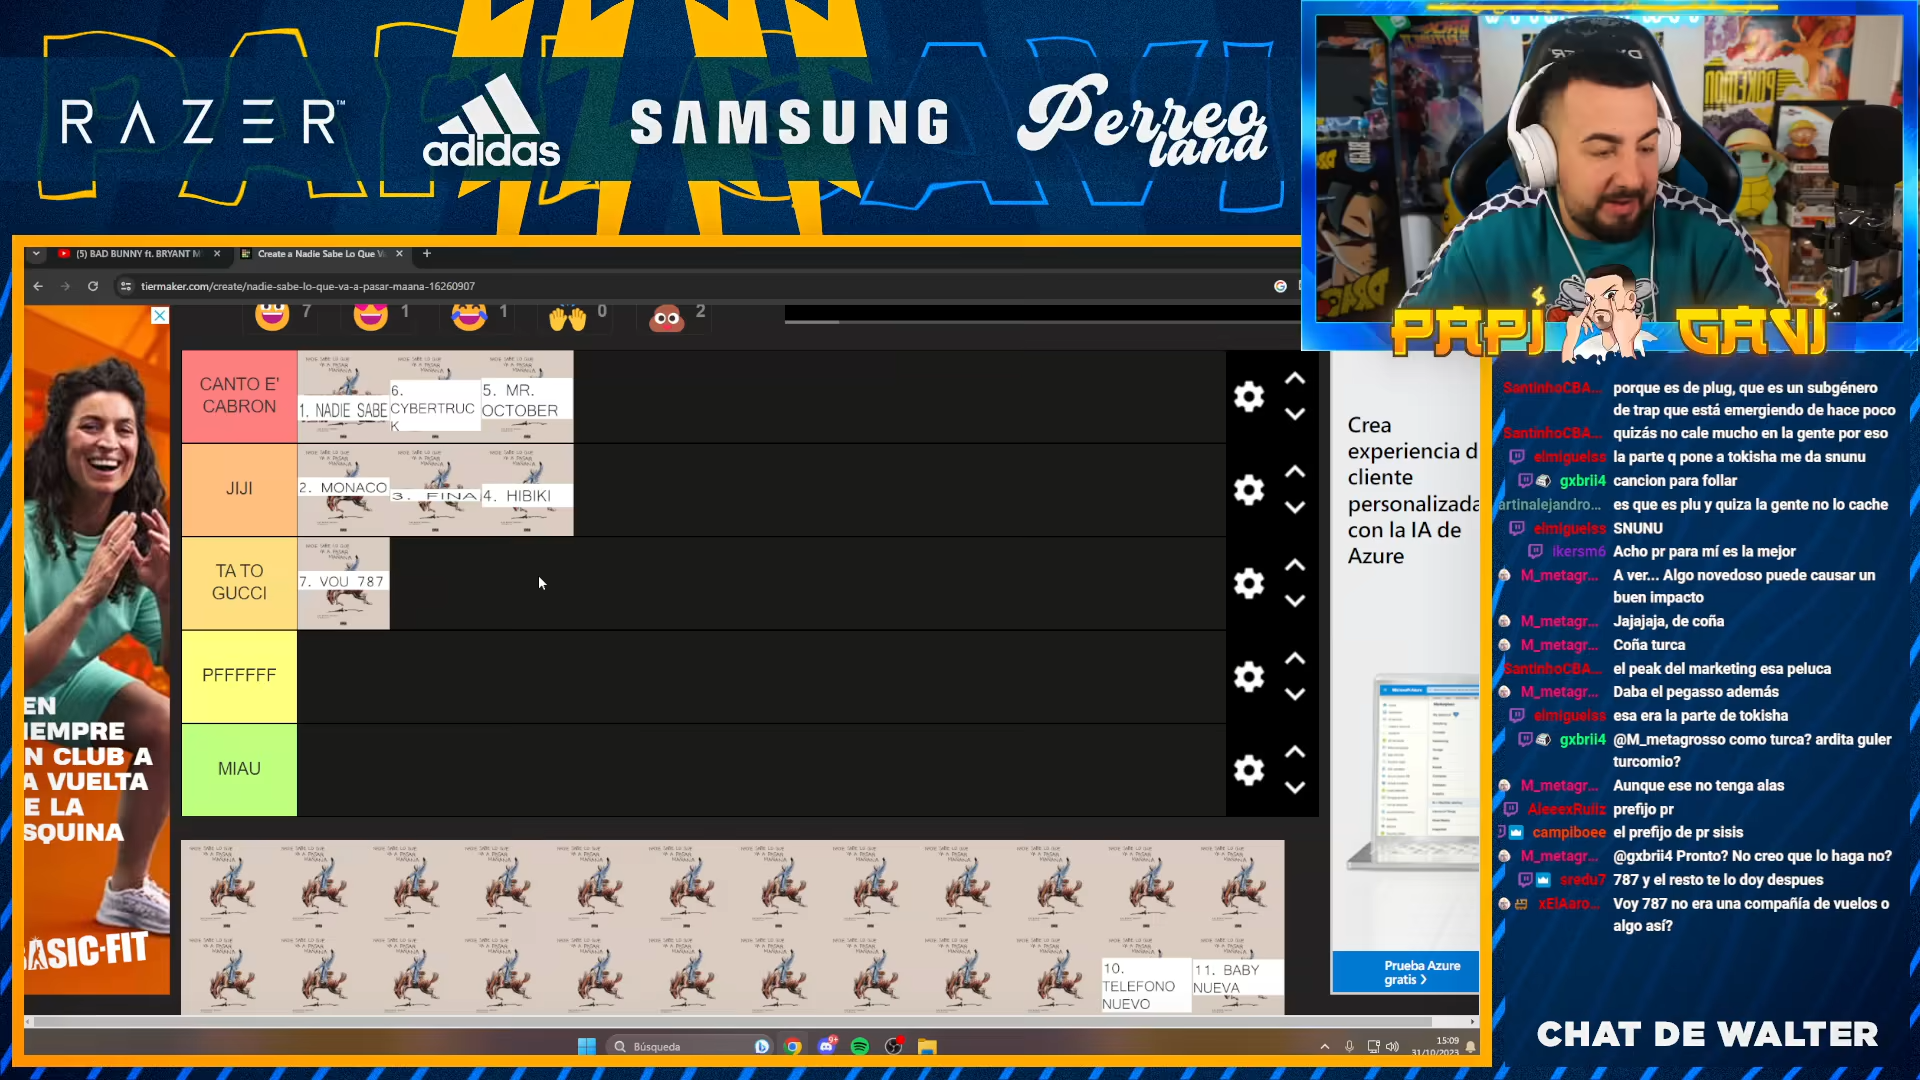 RAZER™
adidas
SAMSUNG
Perreo
land
PAPI GAVI
(5) BAD BUNNY ft. BRYANT M
Create a Nadie Sabe Lo Que V
tiermaker.com/create/nadie-sabe-lo-que-va-a-pasar-maana-16260907
7
1
1
0
2
CANTO E'
CABRON
1. NADIE SABE
6.
CYBERTRUC
K
5. MR.
OCTOBER
JIJI
2. MONACO
3. FINA
4. HIBIKI
TA TO
GUCCI
7. VOU 787
PFFFFFF
MIAU
10.
TELEFONO
NUEVO
11. BABY
NUEVA
EN
IEMPRE
N CLUB A
A VUELTA
E LA
SQUINA
BASIC-FIT
Crea
experiencia d
cliente
personalizada
con la IA de
Azure
Prueba Azure
gratis
Búsqueda
15:09
31/10/2023
SantinhoCBA... porque es de plug, que es un subgénero
de trap que está emergiendo de hace poco
SantinhoCBA... quizás no cale mucho en la gente por eso
elmiguelss la parte q pone a tokisha me da snunu
gxbrii4 cancion para follar
artinalejandro... es que es plu y quiza la gente no lo cache
elmiguelss SNUNU
ikersm6 Acho pr para mí es la mejor
M_metagr... A ver... Algo novedoso puede causar un
buen impacto
M_metagr... Jajajaja, de coña
M_metagr... Coña turca
SantinhoCBA... el peak del marketing esa peluca
M_metagr... Daba el pegasso además
elmiguelss esa era la parte de tokisha
gxbrii4 @M_metagrosso como turca? ardita guler
turcomio?
M_metagr... Aunque ese no tenga alas
AleeexRuiiz prefijo pr
campiboee el prefijo de pr sisis
M_metagr... @gxbrii4 Pronto? No creo que lo haga no?
sredu7 787 y el resto te lo doy despues
xElAaro... Voy 787 no era una compañía de vuelos o
algo así?
CHAT DE WALTER